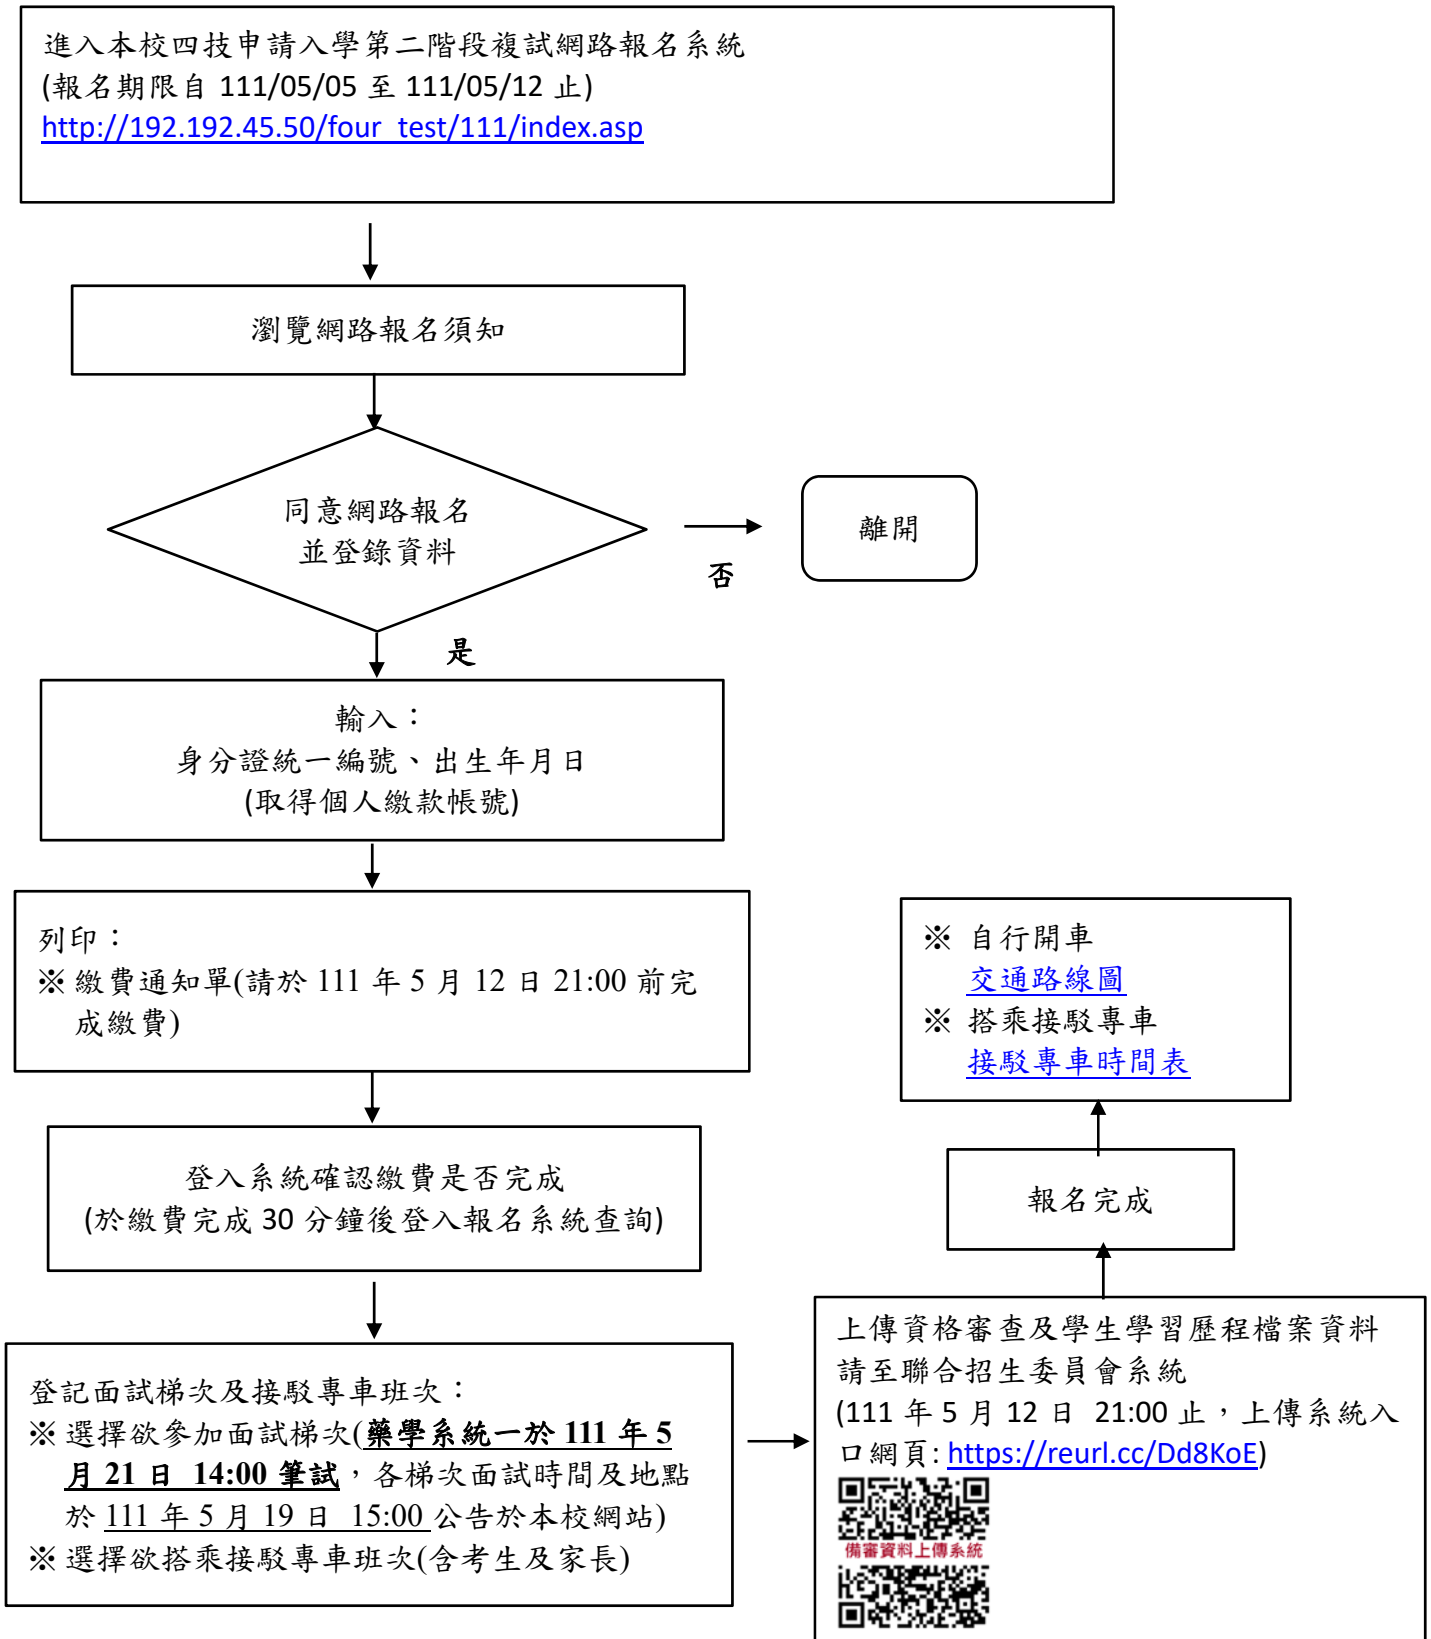 進入本校四技申請入學第二階段複試網路報名系統
(報名期限自 111/05/05 至 111/05/12 止)
http://192.192.45.50/four_test/111/index.asp
瀏覽網路報名須知
同意網路報名
並登錄資料
否
離開
是
輸入：
身分證統一編號、出生年月日
(取得個人繳款帳號)
列印：
※ 繳費通知單(請於 111 年 5 月 12 日 21:00 前完
成繳費)
登入系統確認繳費是否完成
(於繳費完成 30 分鐘後登入報名系統查詢)
登記面試梯次及接駁專車班次：
※ 選擇欲參加面試梯次(藥學系統一於 111 年 5
月 21 日 14:00 筆試，各梯次面試時間及地點
於 111 年 5 月 19 日 15:00 公告於本校網站)
※ 選擇欲搭乘接駁專車班次(含考生及家長)
上傳資格審查及學生學習歷程檔案資料
請至聯合招生委員會系統
(111 年 5 月 12 日 21:00 止，上傳系統入
口網頁: https://reurl.cc/Dd8KoE)
備審資料上傳系統
報名完成
※ 自行開車
交通路線圖
※ 搭乘接駁專車
接駁專車時間表